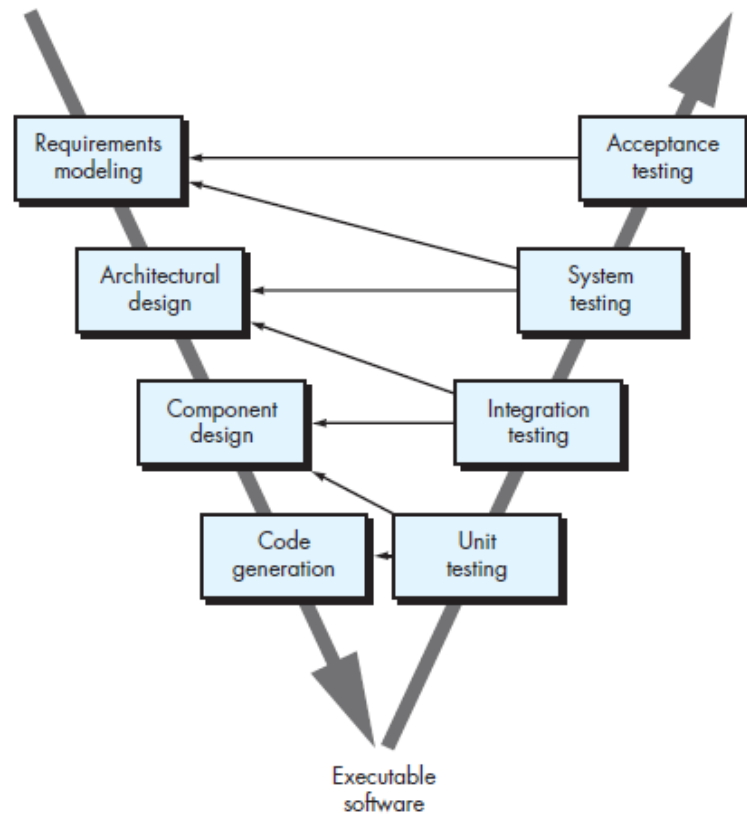 Requirements
modeling
Acceptance
testing
Architectural
design
System
testing
Component
design
Integration
testing
Code
generation
Unit
testing
Executable
software